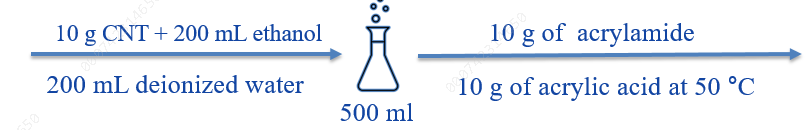 10 g CNT + 200 mL ethanol
200 mL deionized water
500 ml
10 g of acrylamide
10 g of acrylic acid at 50 °C